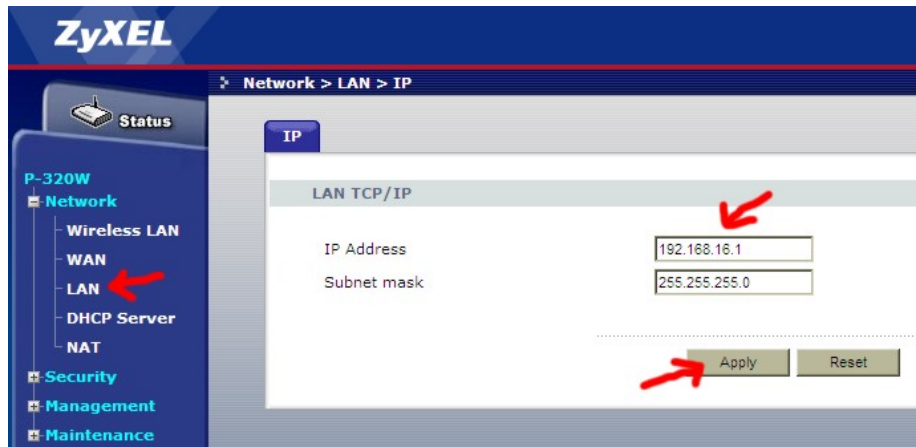 ZyXEL
Network > LAN > IP
Status
IP
P-320W
Network
Wireless LAN
WAN
LAN
DHCP Server
NAT
Security
Management
Maintenance
LAN TCP/IP
IP Address 192.168.16.1
Subnet mask 255.255.255.0
Apply Reset